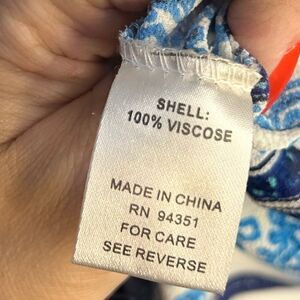 SHELL:
100% VISCOSE
MADE IN CHINA
RN 94351
FOR CARE
SEE REVERSE